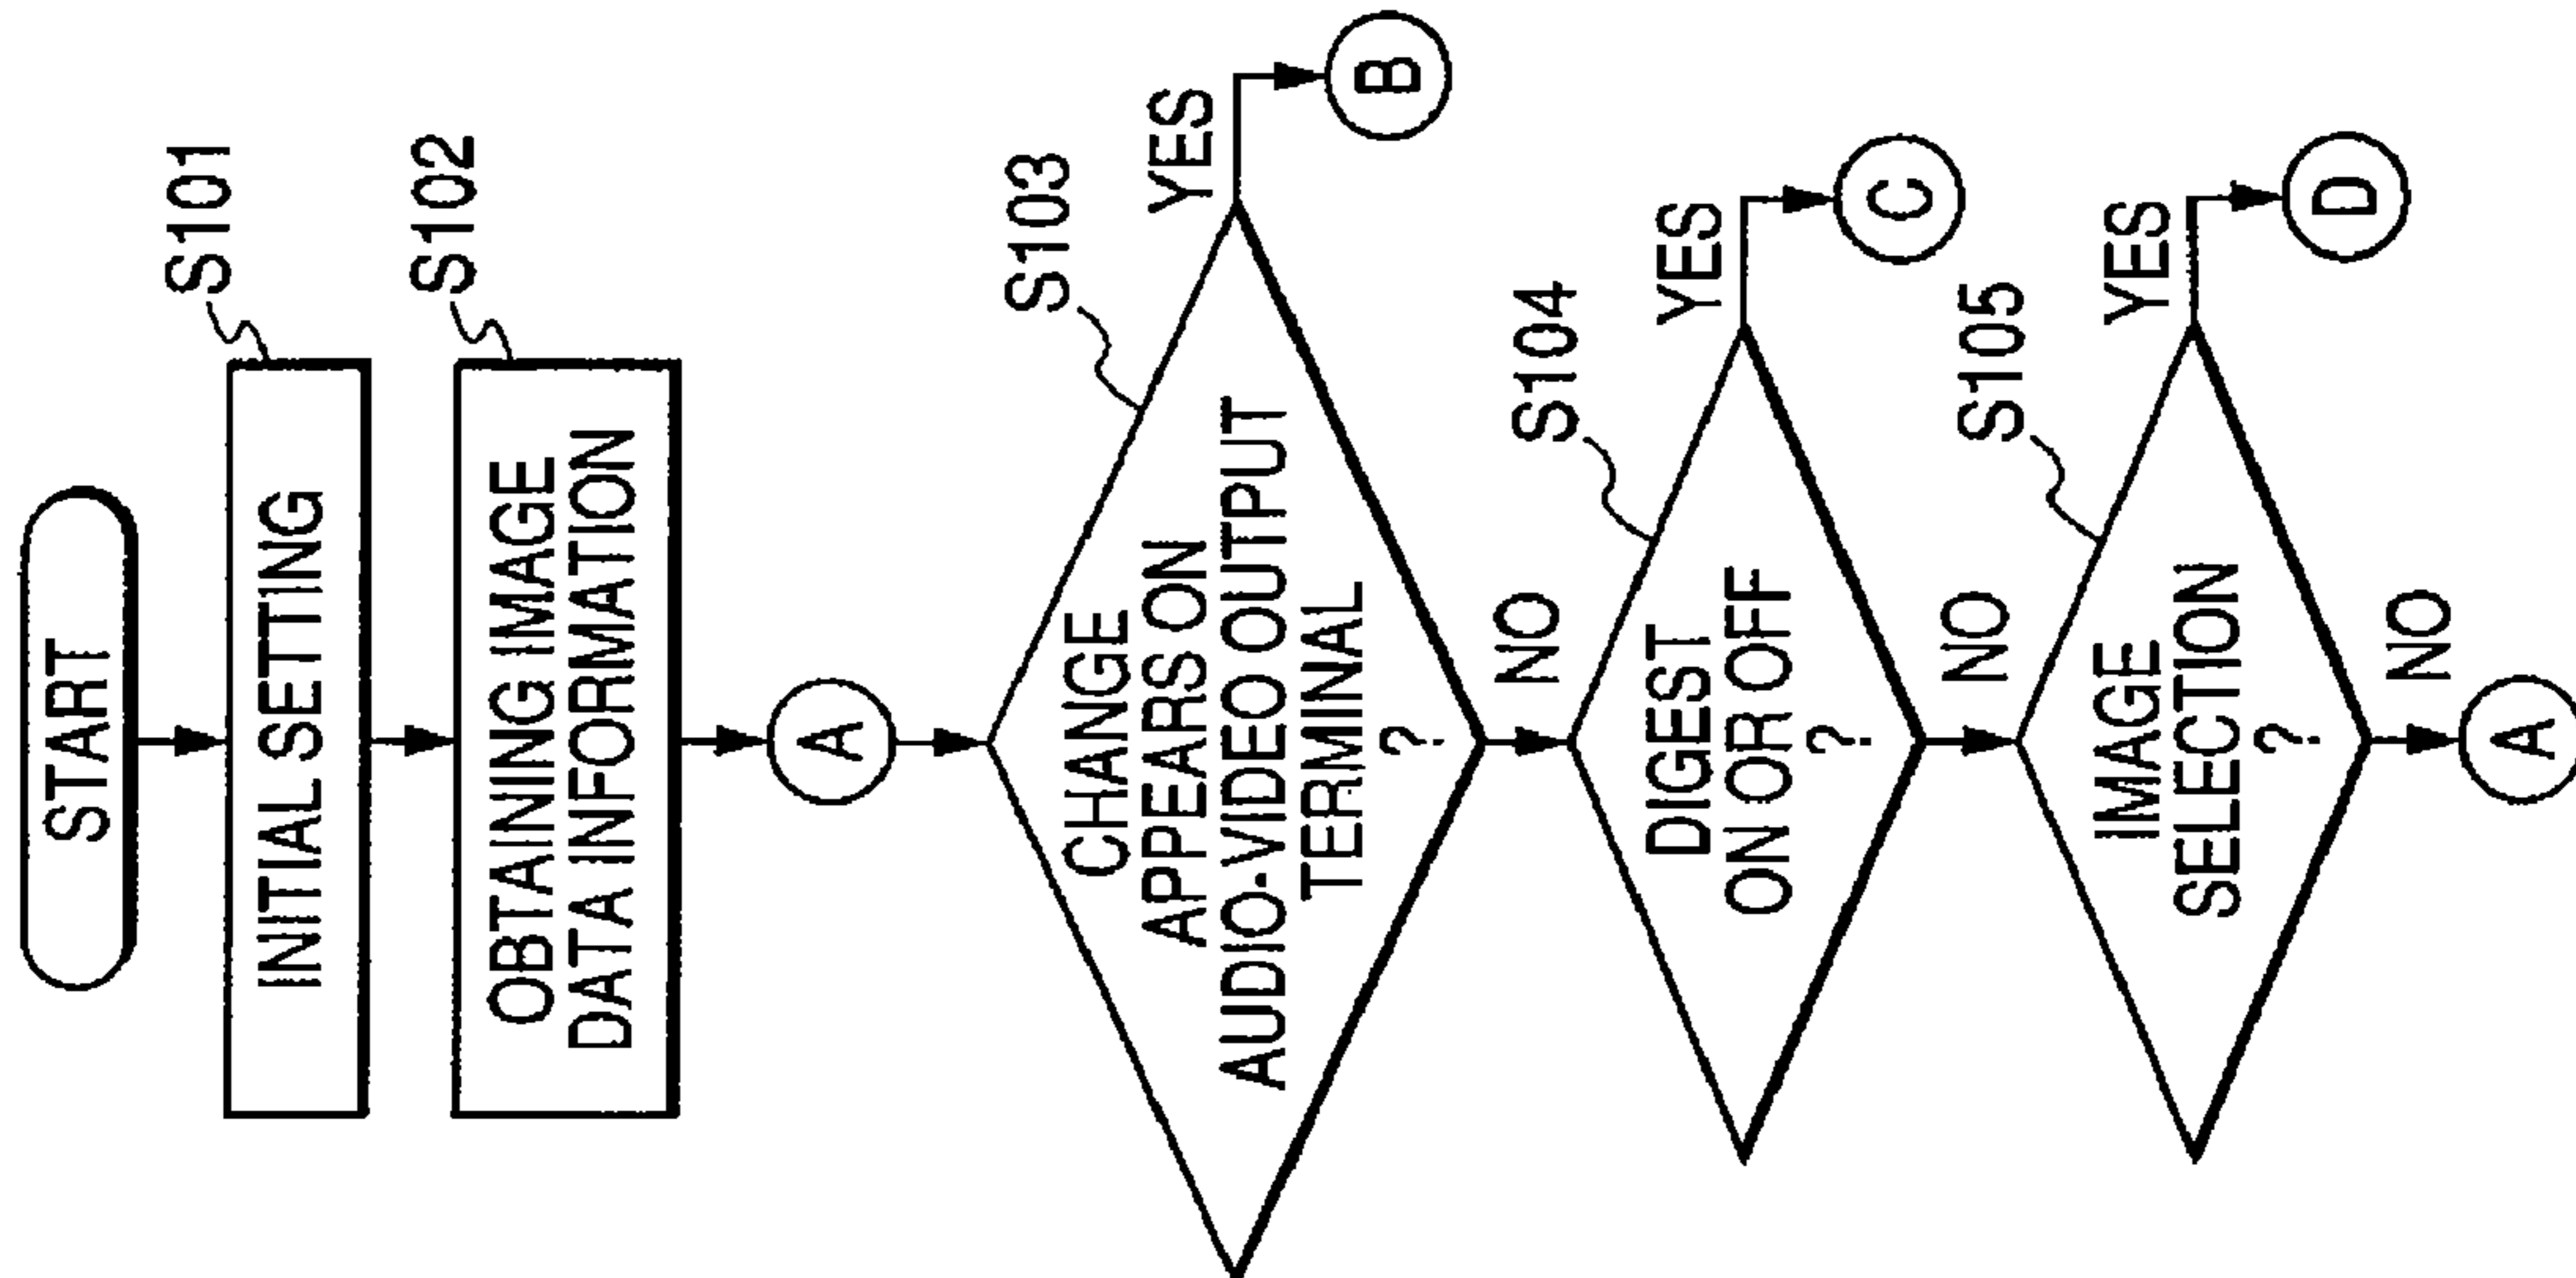 START
S101
INITIAL SETTING
S102
OBTAINING IMAGE
DATA INFORMATION
A
S103
CHANGE
APPEARS ON
AUDIO-VIDEO OUTPUT
TERMINAL
?
YES
B
NO
S104
DIGEST
ON OR OFF
?
YES
C
NO
S105
IMAGE
SELECTION
?
YES
D
NO
A